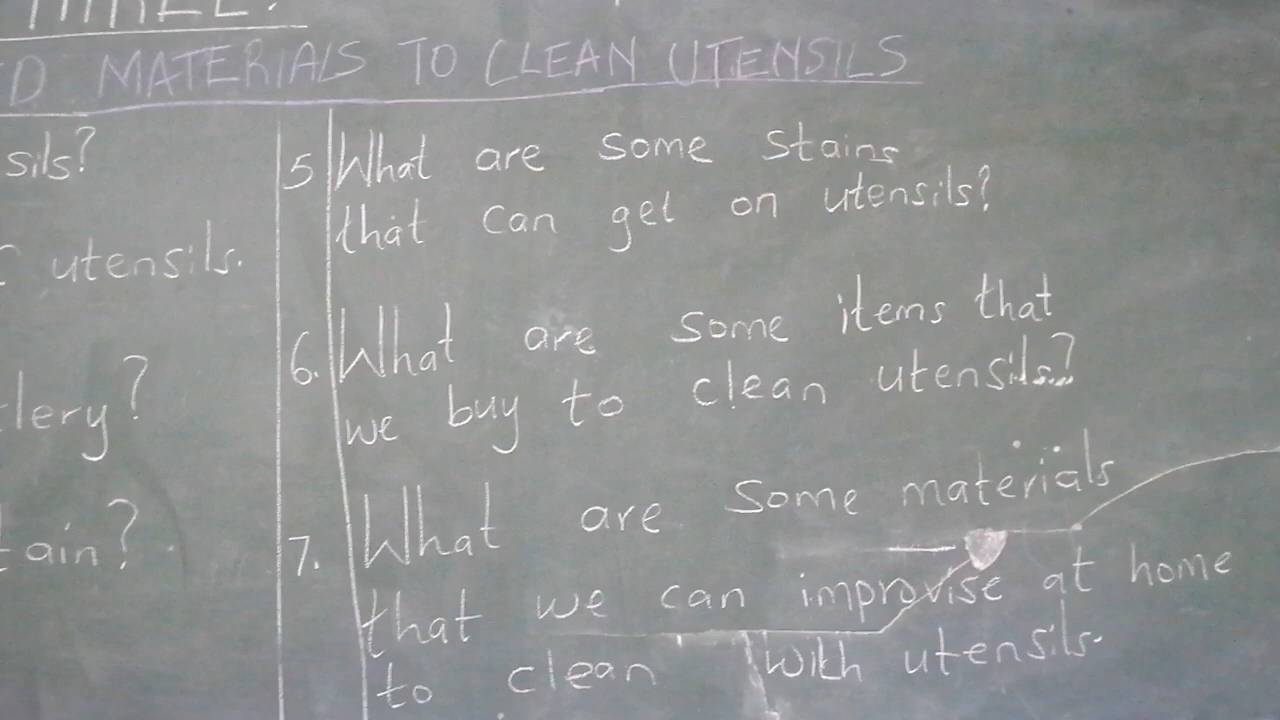 THREE.
D MATERIALS TO CLEAN UTENSILS
sils?
utensils.
lery?
tain?
5 What are some stains
that can get on utensils?
6. What are some items that
we buy to clean utensils?
7. What are some materials
that we can improvise at home
to clean with utensils.